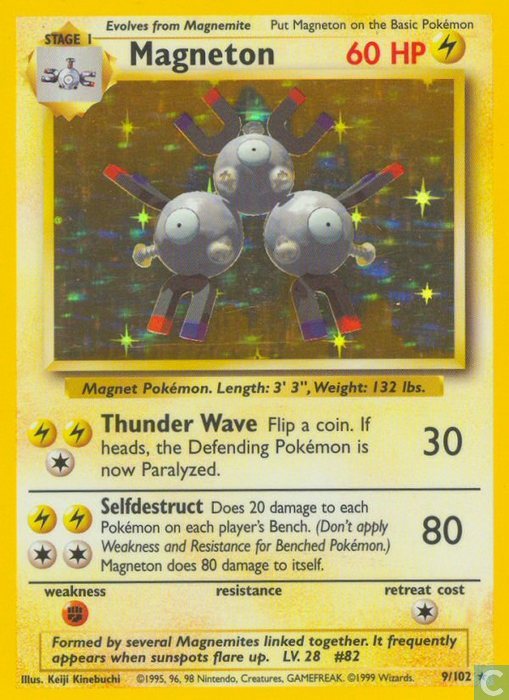 Evolves from Magnemite Put Magneton on the Basic Pokémon
STAGE 1
Magneton 60 HP
Magnet Pokémon. Length: 3' 3", Weight: 132 lbs.
Thunder Wave Flip a coin. If
heads, the Defending Pokémon is
now Paralyzed.
30
Selfdestruct Does 20 damage to each
Pokémon on each player's Bench. (Don't apply
Weakness and Resistance for Benched Pokémon.)
Magneton does 80 damage to itself.
80
weakness resistance retreat cost
Formed by several Magnemites linked together. It frequently
appears when sunspots flare up. LV. 28 #82
Illus. Keiji Kinebuchi ©1995, 96, 98 Nintendo, Creatures, GAMEFREAK. ©1999 Wizards. 9/102 ★
C